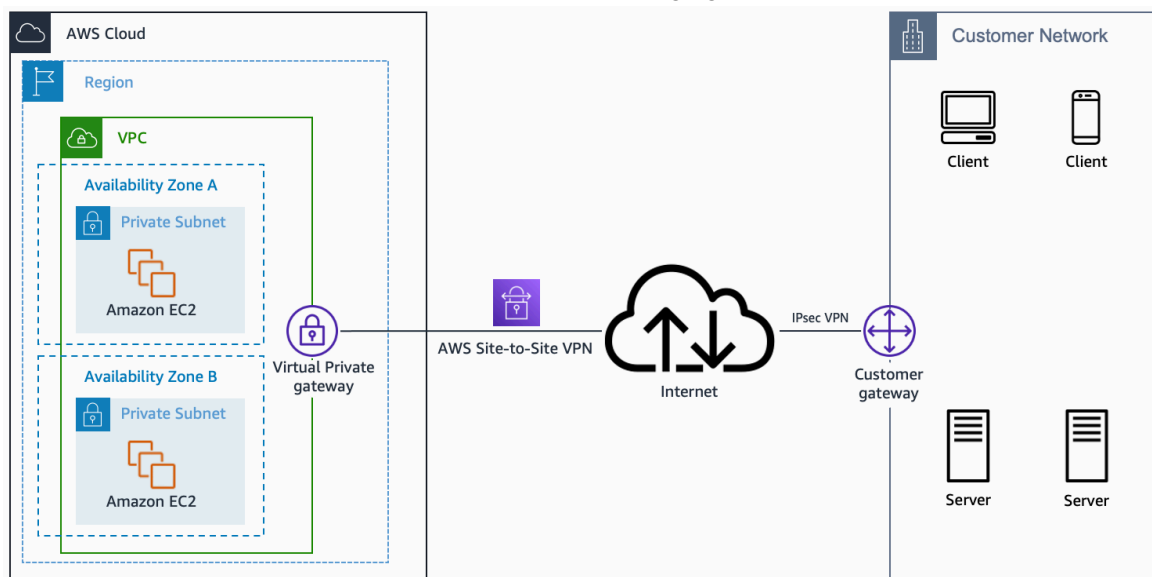 AWS Cloud
Region
VPC
Availability Zone A
Private Subnet
Amazon EC2
Availability Zone B
Private Subnet
Amazon EC2
Virtual Private
gateway
AWS Site-to-Site VPN
Internet
IPsec VPN
Customer
gateway
Customer Network
Client
Client
Server
Server